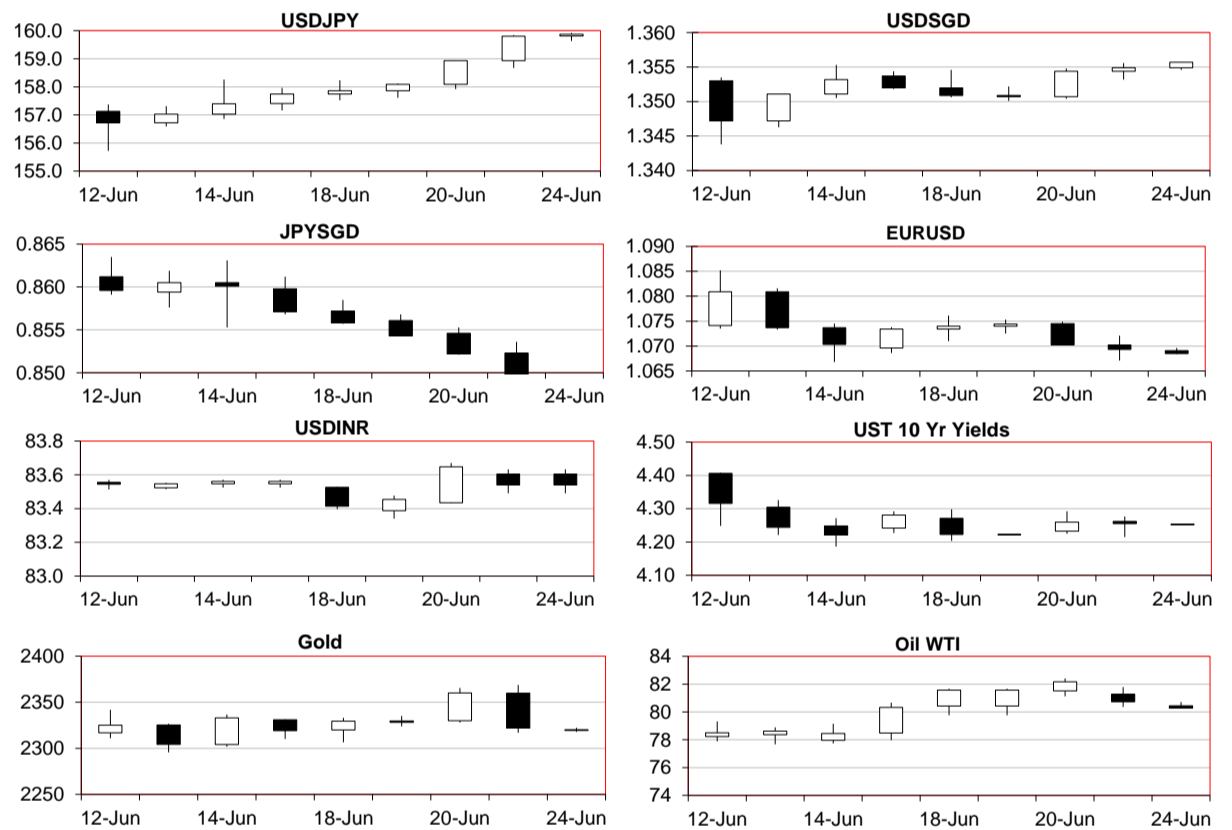 USDJPY
160.0
159.0
158.0
157.0
156.0
155.0
12-Jun 14-Jun 18-Jun 20-Jun 24-Jun
USDSGD
1.360
1.355
1.350
1.345
1.340
12-Jun 14-Jun 18-Jun 20-Jun 24-Jun
JPYSGD
0.865
0.860
0.855
0.850
12-Jun 14-Jun 18-Jun 20-Jun 24-Jun
EURUSD
1.090
1.085
1.080
1.075
1.070
1.065
12-Jun 14-Jun 18-Jun 20-Jun 24-Jun
USDINR
83.8
83.6
83.4
83.2
83.0
12-Jun 14-Jun 18-Jun 20-Jun 24-Jun
UST 10 Yr Yields
4.50
4.40
4.30
4.20
4.10
12-Jun 14-Jun 18-Jun 20-Jun 24-Jun
Gold
2400
2350
2300
2250
12-Jun 14-Jun 18-Jun 20-Jun 24-Jun
Oil WTI
84
82
80
78
76
74
12-Jun 14-Jun 18-Jun 20-Jun 24-Jun